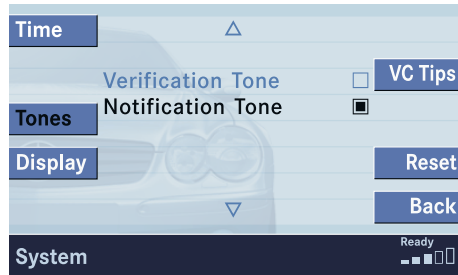 Time
Verification Tone
VC Tips
Notification Tone
Tones
Display
Reset
Back
System
Ready